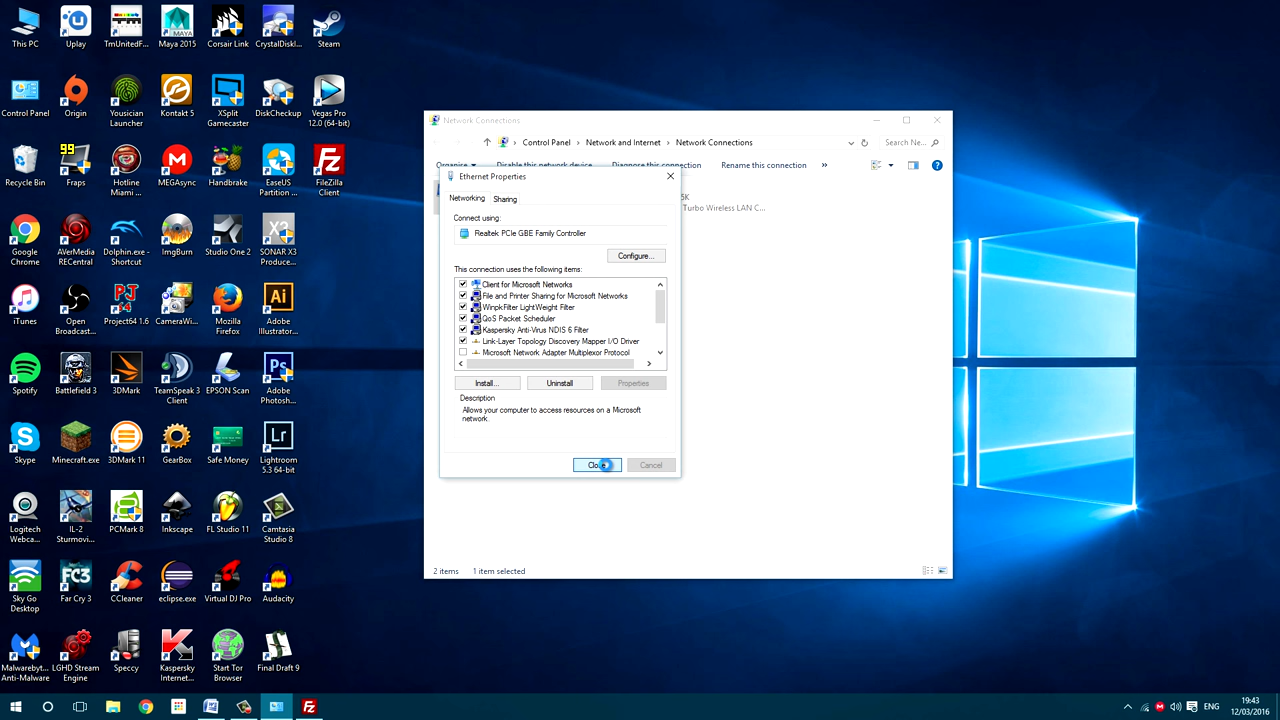 This PC
Uplay
TmUnitedF...
Maya 2015
Corsair Link
CrystalDiskI...
Steam
Control Panel
Origin
Yousician
Launcher
Kontakt 5
XSplit
Gamecaster
DiskCheckup
Vegas Pro
12.0 (64-bit)
Recycle Bin
99
Fraps
Hotline
Miami ...
MEGAsync
Handbrake
EaseUS
Partition ...
FileZilla
Client
Google
Chrome
AVerMedia
RECentral
Dolphin.exe -
Shortcut
ImgBurn
Studio One 2
SONAR X3
Produce...
iTunes
Open
Broadcast...
Project64 1.6
CameraWi...
Mozilla
Firefox
Adobe
Illustrator...
Spotify
Battlefield 3
3DMark
TeamSpeak 3
Client
EPSON Scan
Adobe
Photosh...
Skype
Minecraft.exe
3DMark 11
GearBox
Safe Money
Lightroom
5.3 64-bit
Logitech
Webca...
IL-2
Sturmovi...
PCMark 8
Inkscape
FL Studio 11
Camtasia
Studio 8
Sky Go
Desktop
Far Cry 3
CCleaner
eclipse.exe
Virtual DJ Pro
Audacity
Malwarebyt...
Anti-Malware
LGHD Stream
Engine
Speccy
Kaspersky
Internet...
Start Tor
Browser
Final Draft 9
Network Connections
Control Panel > Network and Internet > Network Connections
Search Ne...
Organise
Disable this network device
Diagnose this connection
Rename this connection
»
5K
Turbo Wireless LAN C...
Ethernet Properties
Networking
Sharing
Connect using:
Realtek PCIe GBE Family Controller
Configure...
This connection uses the following items:
Client for Microsoft Networks
File and Printer Sharing for Microsoft Networks
WinpkFilter LightWeight Filter
QoS Packet Scheduler
Kaspersky Anti-Virus NDIS 6 Filter
Link-Layer Topology Discovery Mapper I/O Driver
Microsoft Network Adapter Multiplexor Protocol
Install...
Uninstall
Properties
Description
Allows your computer to access resources on a Microsoft
network.
Close
Cancel
2 items
1 item selected
ENG
19:43
12/03/2016